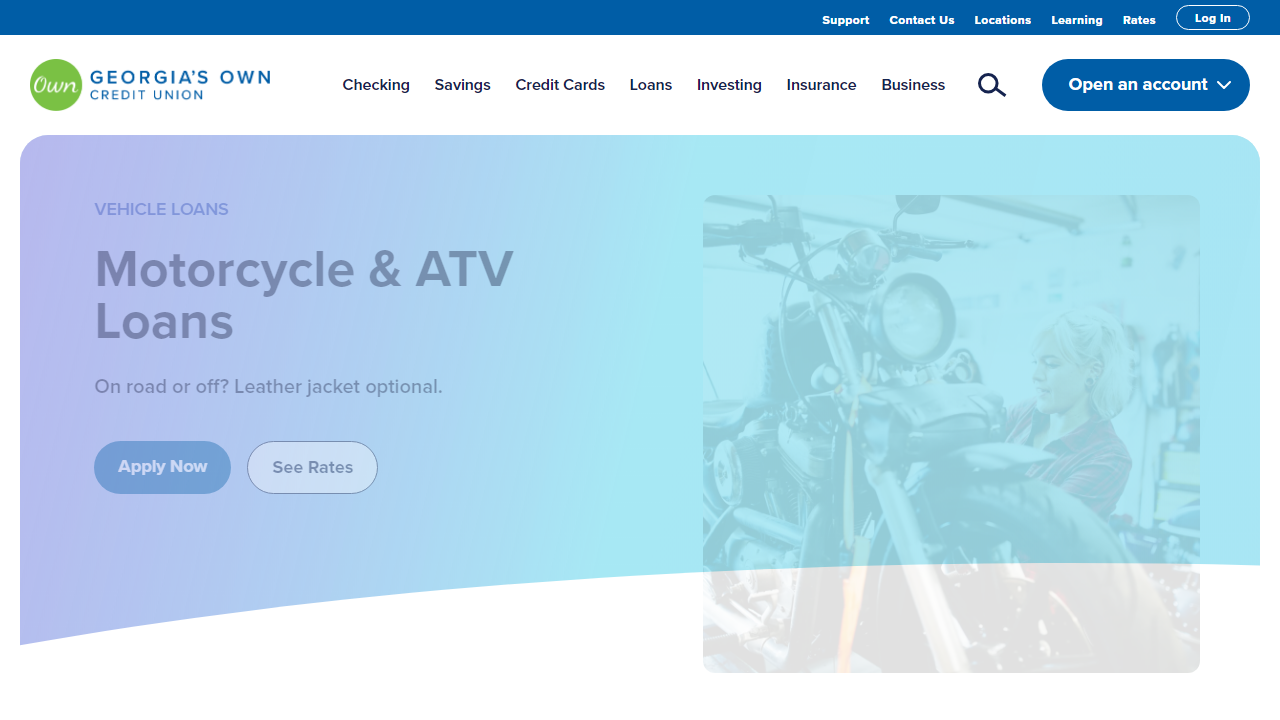 Support Contact Us Locations Learning Rates Log In
Own GEORGIA'S OWN
CREDIT UNION
Checking Savings Credit Cards Loans Investing Insurance Business Open an account
VEHICLE LOANS
Motorcycle & ATV
Loans
On road or off? Leather jacket optional.
Apply Now See Rates